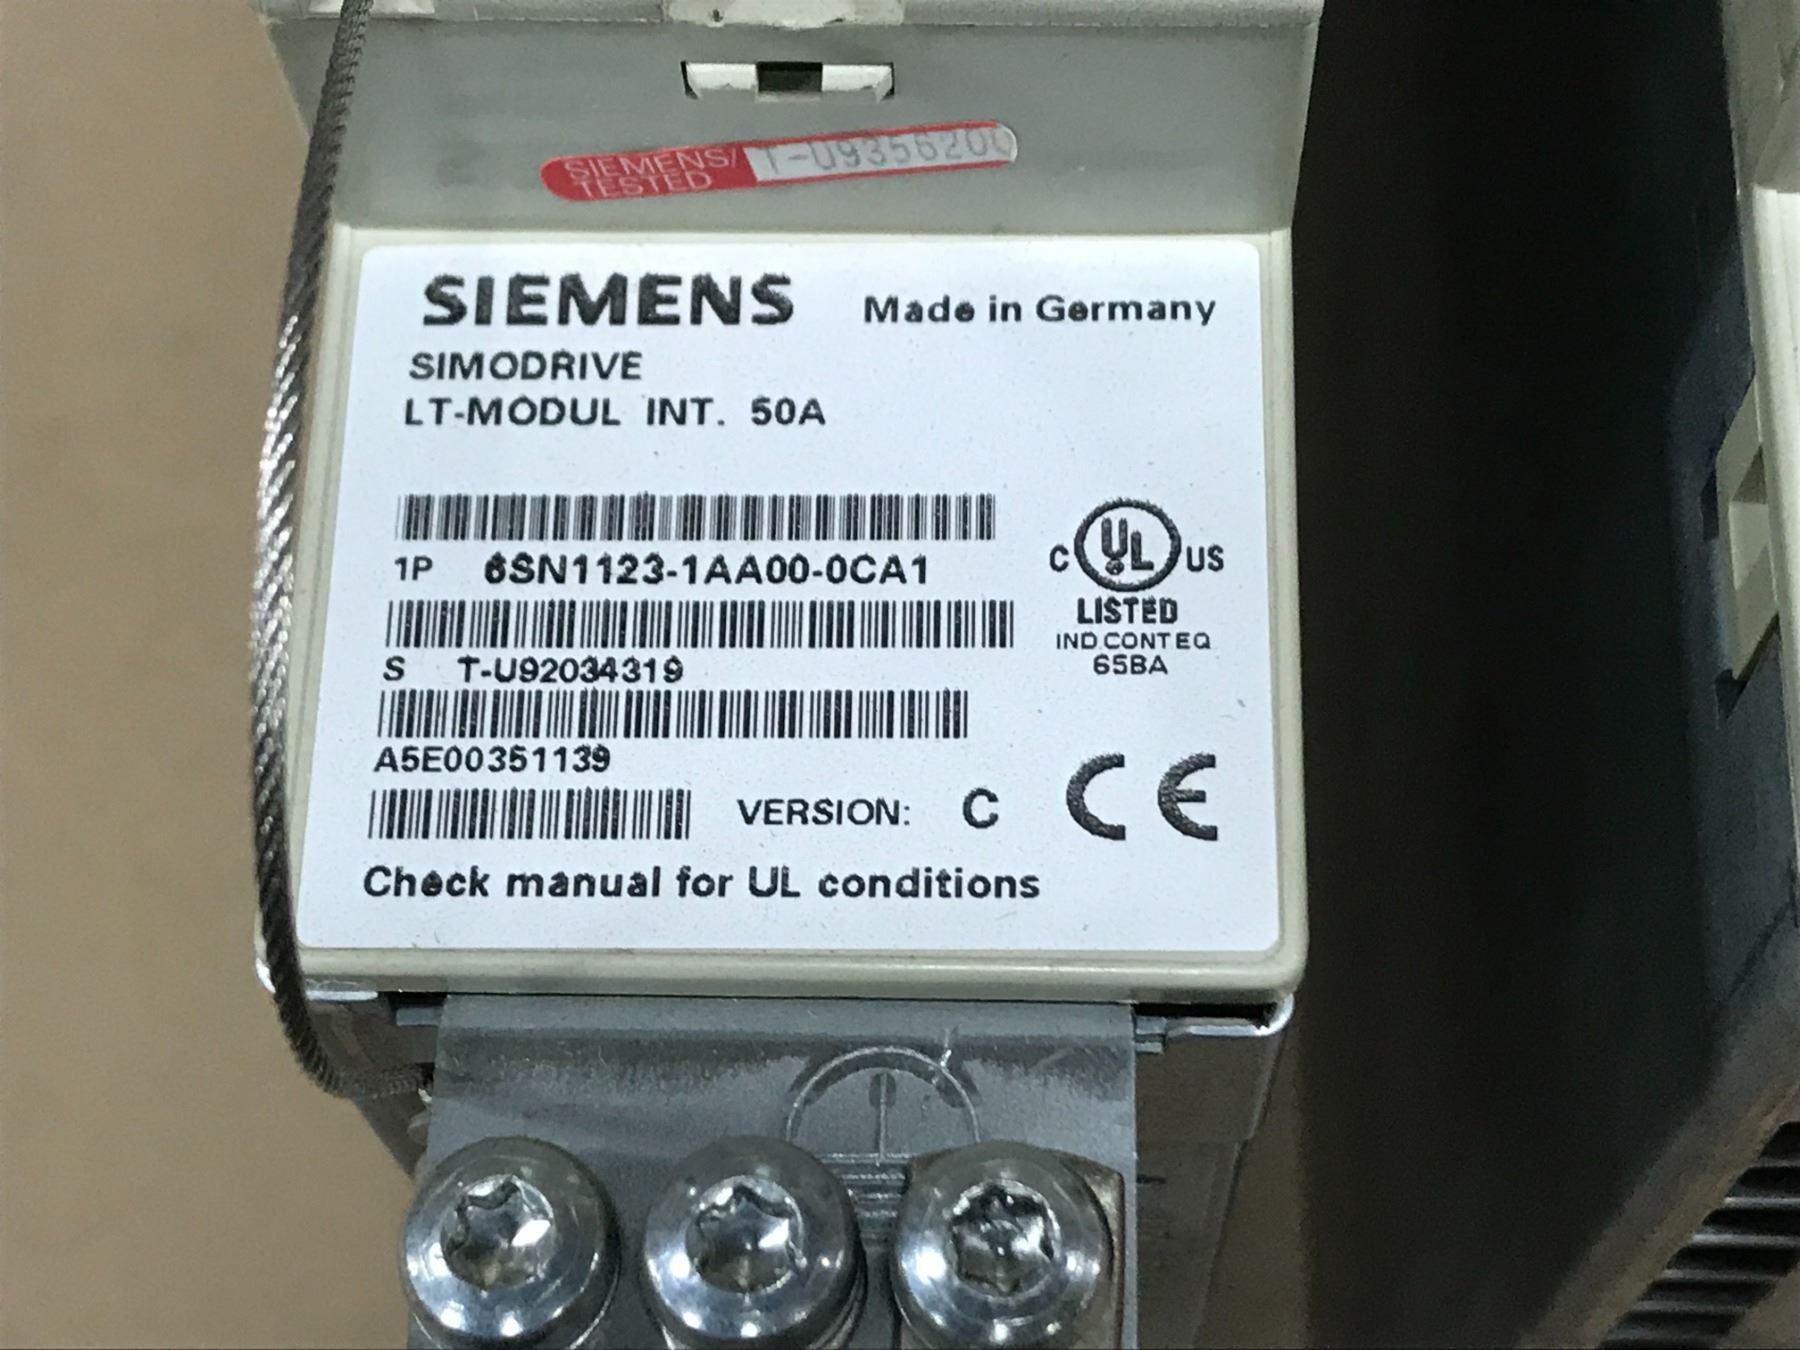 SIEMENS/ T-U9356200
TESTED
SIEMENS Made in Germany
SIMODRIVE
LT-MODUL INT. 50A
1P 6SN1123-1AA00-0CA1
C UL US
LISTED
IND.CONT EQ
65BA
S T-U92034319
A5E00351139
VERSION: C CE
Check manual for UL conditions